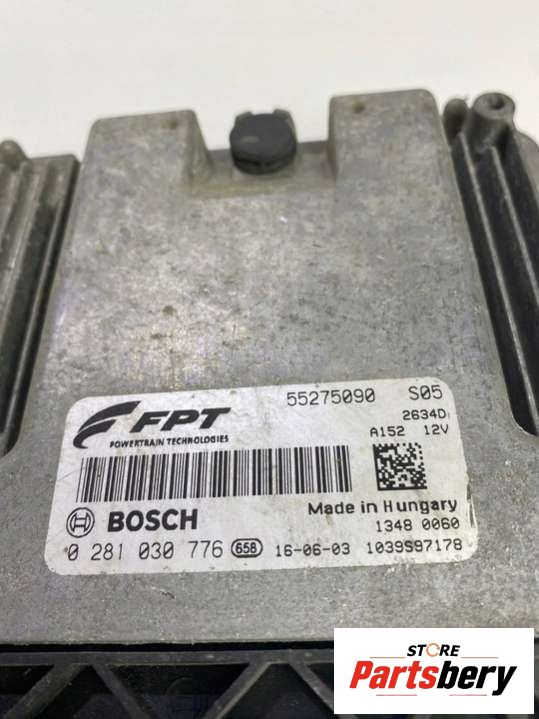 FPT
POWERTRAIN TECHNOLOGIES
55275090 S05
2634D
A152 12V
BOSCH
Made in Hungary
1348 0060
0 281 030 776 658 16-06-03 1039S97178
STORE
Partsbery